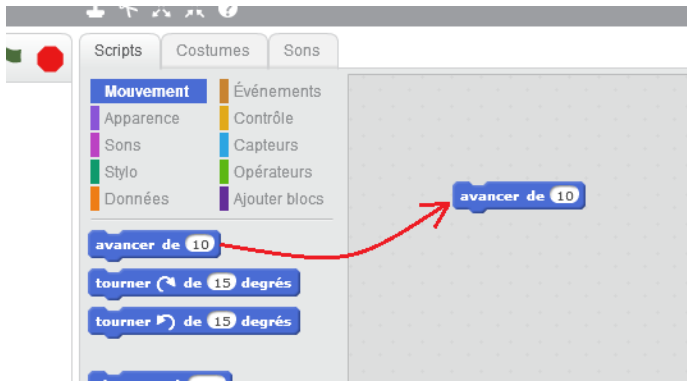 Scripts Costumes Sons
Mouvement Événements
Apparence Contrôle
Sons Capteurs
Stylo Opérateurs
Données Ajouter blocs
avancer de 10
avancer de 10
tourner de 15 degrés
tourner de 15 degrés